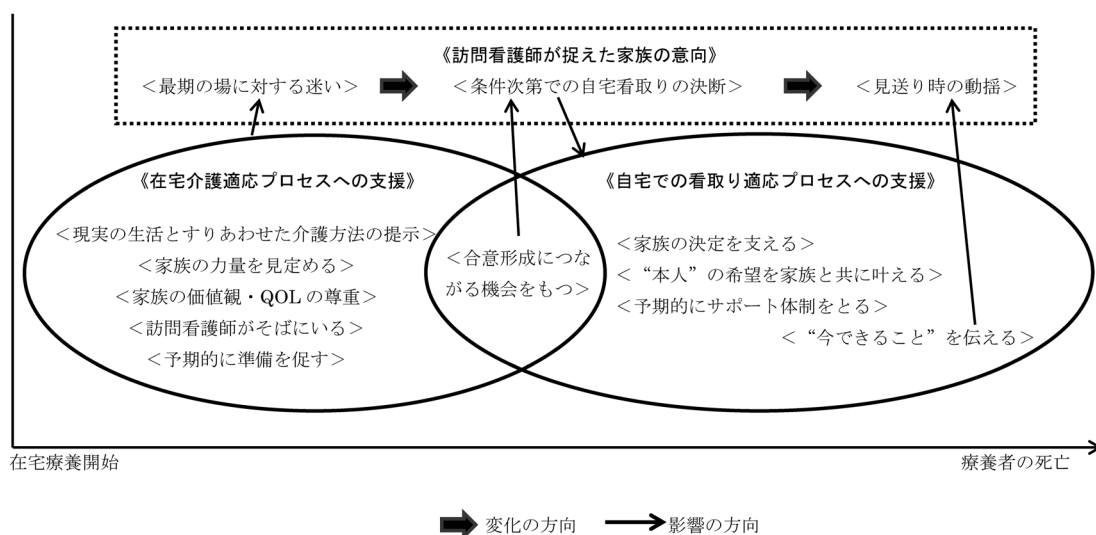 《訪問看護師が捉えた家族の意向》
＜最期の場に対する迷い＞
＜条件次第での自宅看取りの決断＞
＜見送り時の動揺＞
《在宅介護適応プロセスへの支援》
＜現実の生活とすりあわせた介護方法の提示＞
＜家族の力量を見定める＞
＜家族の価値観・QOL の尊重＞
＜訪問看護師がそばにいる＞
＜予期的に準備を促す＞
＜合意形成につな
がる機会をもつ＞
《自宅での看取り適応プロセスへの支援》
＜家族の決定を支える＞
＜“本人”の希望を家族と共に叶える＞
＜予期的にサポート体制をとる＞
＜“今できること”を伝える＞
在宅療養開始
療養者の死亡
変化の方向
影響の方向